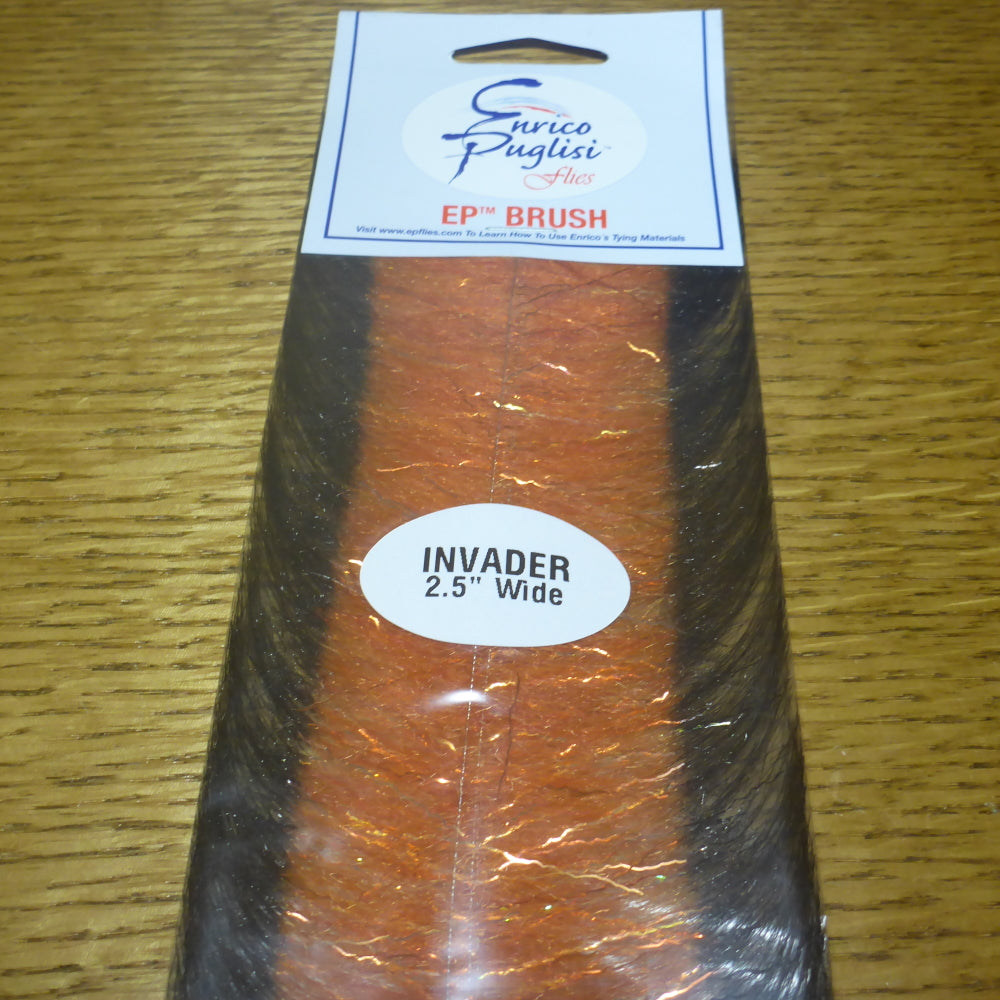 Enrico
Puglisi™
Flies
EP™ BRUSH
Visit www.epflies.com To Learn How To Use Enrico's Tying Materials
INVADER
2.5" Wide